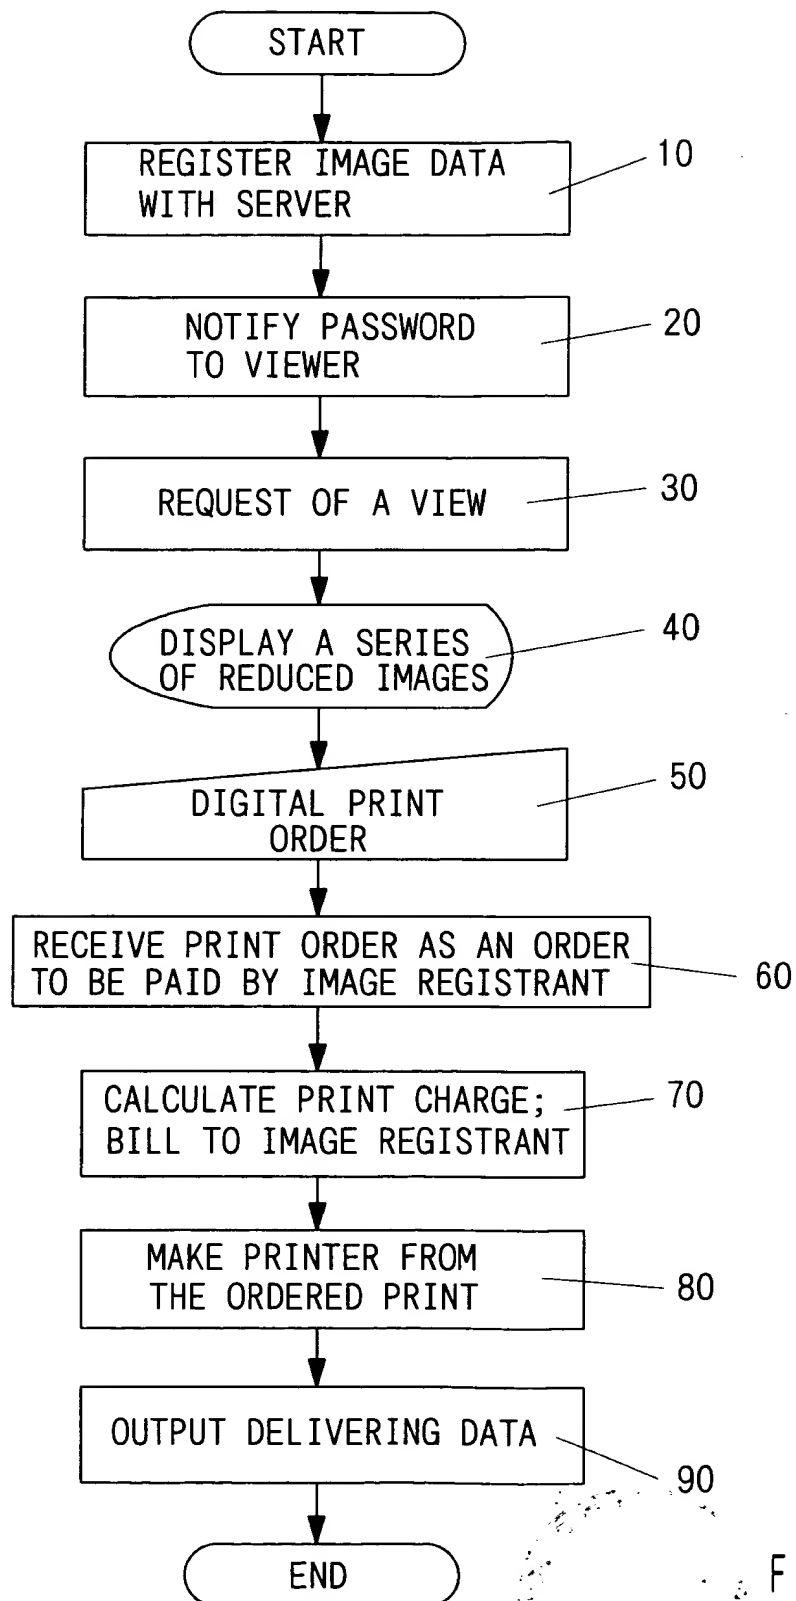 START
REGISTER IMAGE DATA
WITH SERVER
10
NOTIFY PASSWORD
TO VIEWER
20
REQUEST OF A VIEW
30
DISPLAY A SERIES
OF REDUCED IMAGES
40
DIGITAL PRINT
ORDER
50
RECEIVE PRINT ORDER AS AN ORDER
TO BE PAID BY IMAGE REGISTRANT
60
CALCULATE PRINT CHARGE;
BILL TO IMAGE REGISTRANT
70
MAKE PRINTER FROM
THE ORDERED PRINT
80
OUTPUT DELIVERING DATA
90
END
F